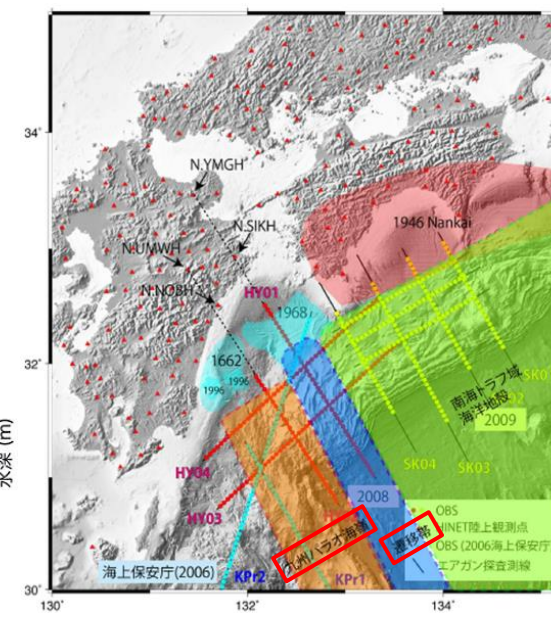 34°
N.YMGH
N.SIKH
1946 Nankai
N.UMWH
N.NOBH
HY01
1968
1662
1996
1996
32°
水深 (m)
南海トラフ域
海洋地殻
2009
SK04
SK03
HY04
HY03
2008
OBS
HINET陸上観測点
OBS (2006海上保安庁
エアガン探査測線
遷移帯
九州パラオ海嶺
海上保安庁(2006)
KPr2
KPr1
30°
130°
132°
134°